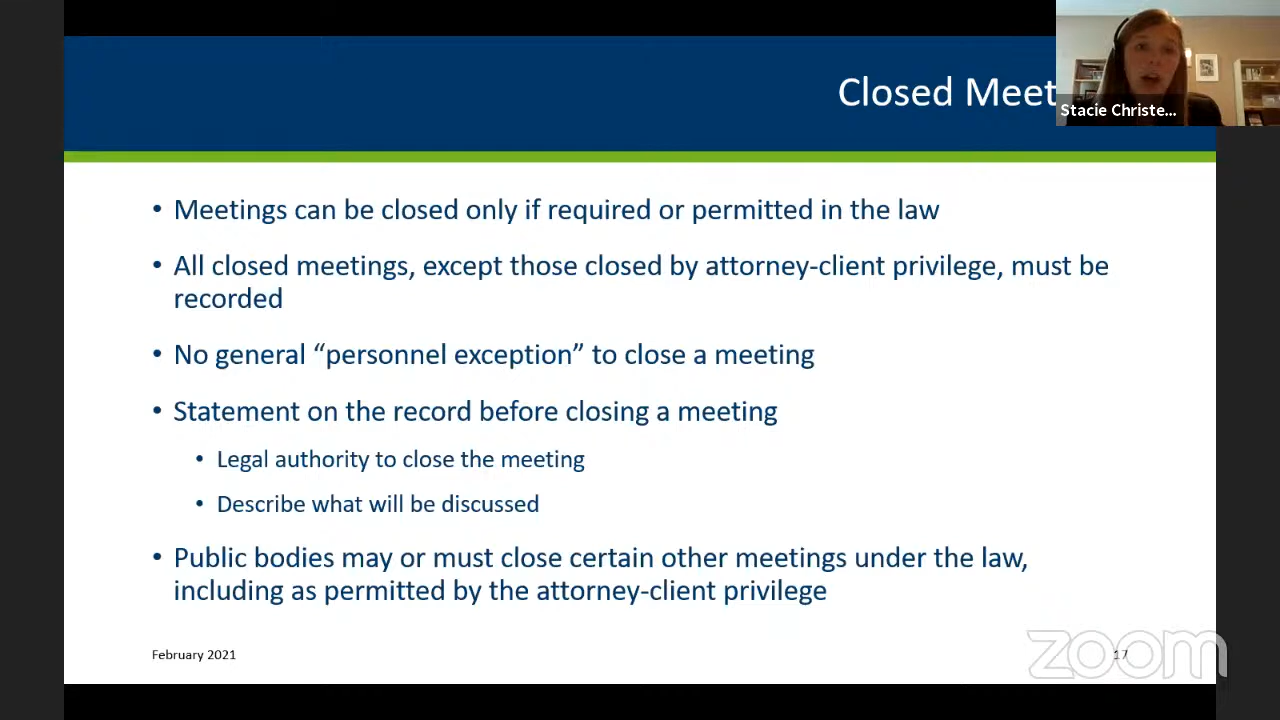 Closed Meet
Stacie Christe...
• Meetings can be closed only if required or permitted in the law
• All closed meetings, except those closed by attorney-client privilege, must be
recorded
• No general “personnel exception” to close a meeting
• Statement on the record before closing a meeting
• Legal authority to close the meeting
• Describe what will be discussed
• Public bodies may or must close certain other meetings under the law,
including as permitted by the attorney-client privilege
February 2021
17
zoom